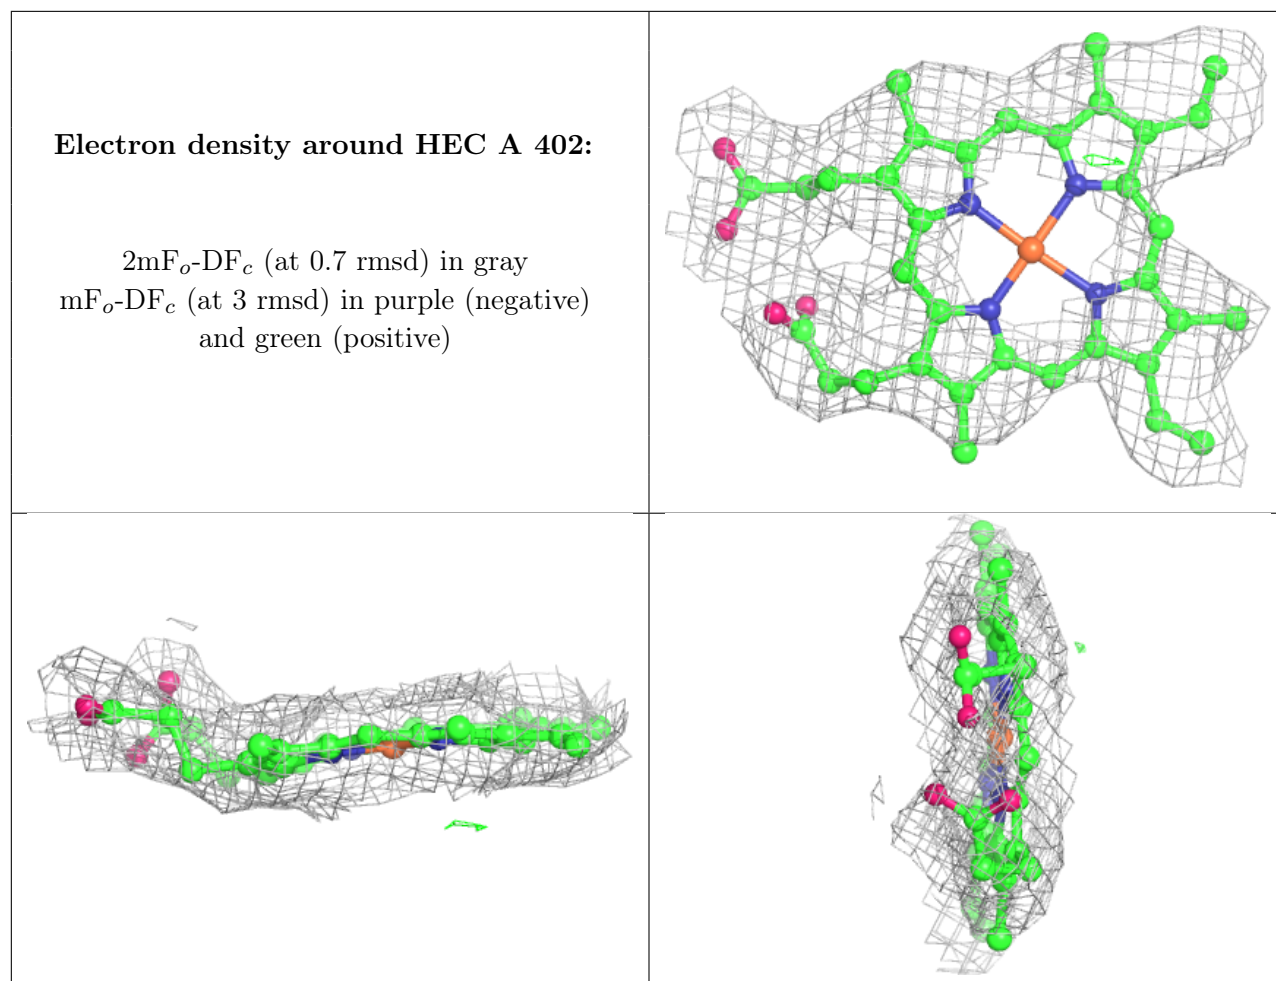 Electron density around HEC A 402:
2mFo-DFc (at 0.7 rmsd) in gray
mFo-DFc (at 3 rmsd) in purple (negative)
and green (positive)